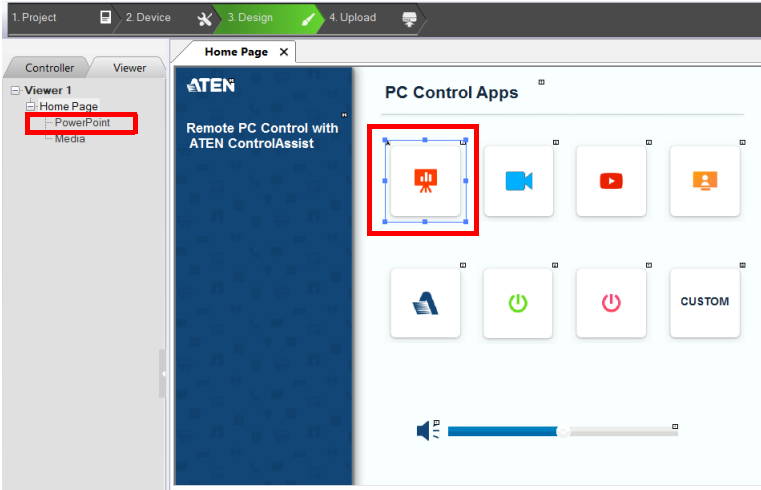 1. Project
2. Device
3. Design
4. Upload
Home Page X
Controller
Viewer
Viewer 1
Home Page
PowerPoint
Media
ATEN
Remote PC Control with
ATEN ControlAssist
PC Control Apps
CUSTOM